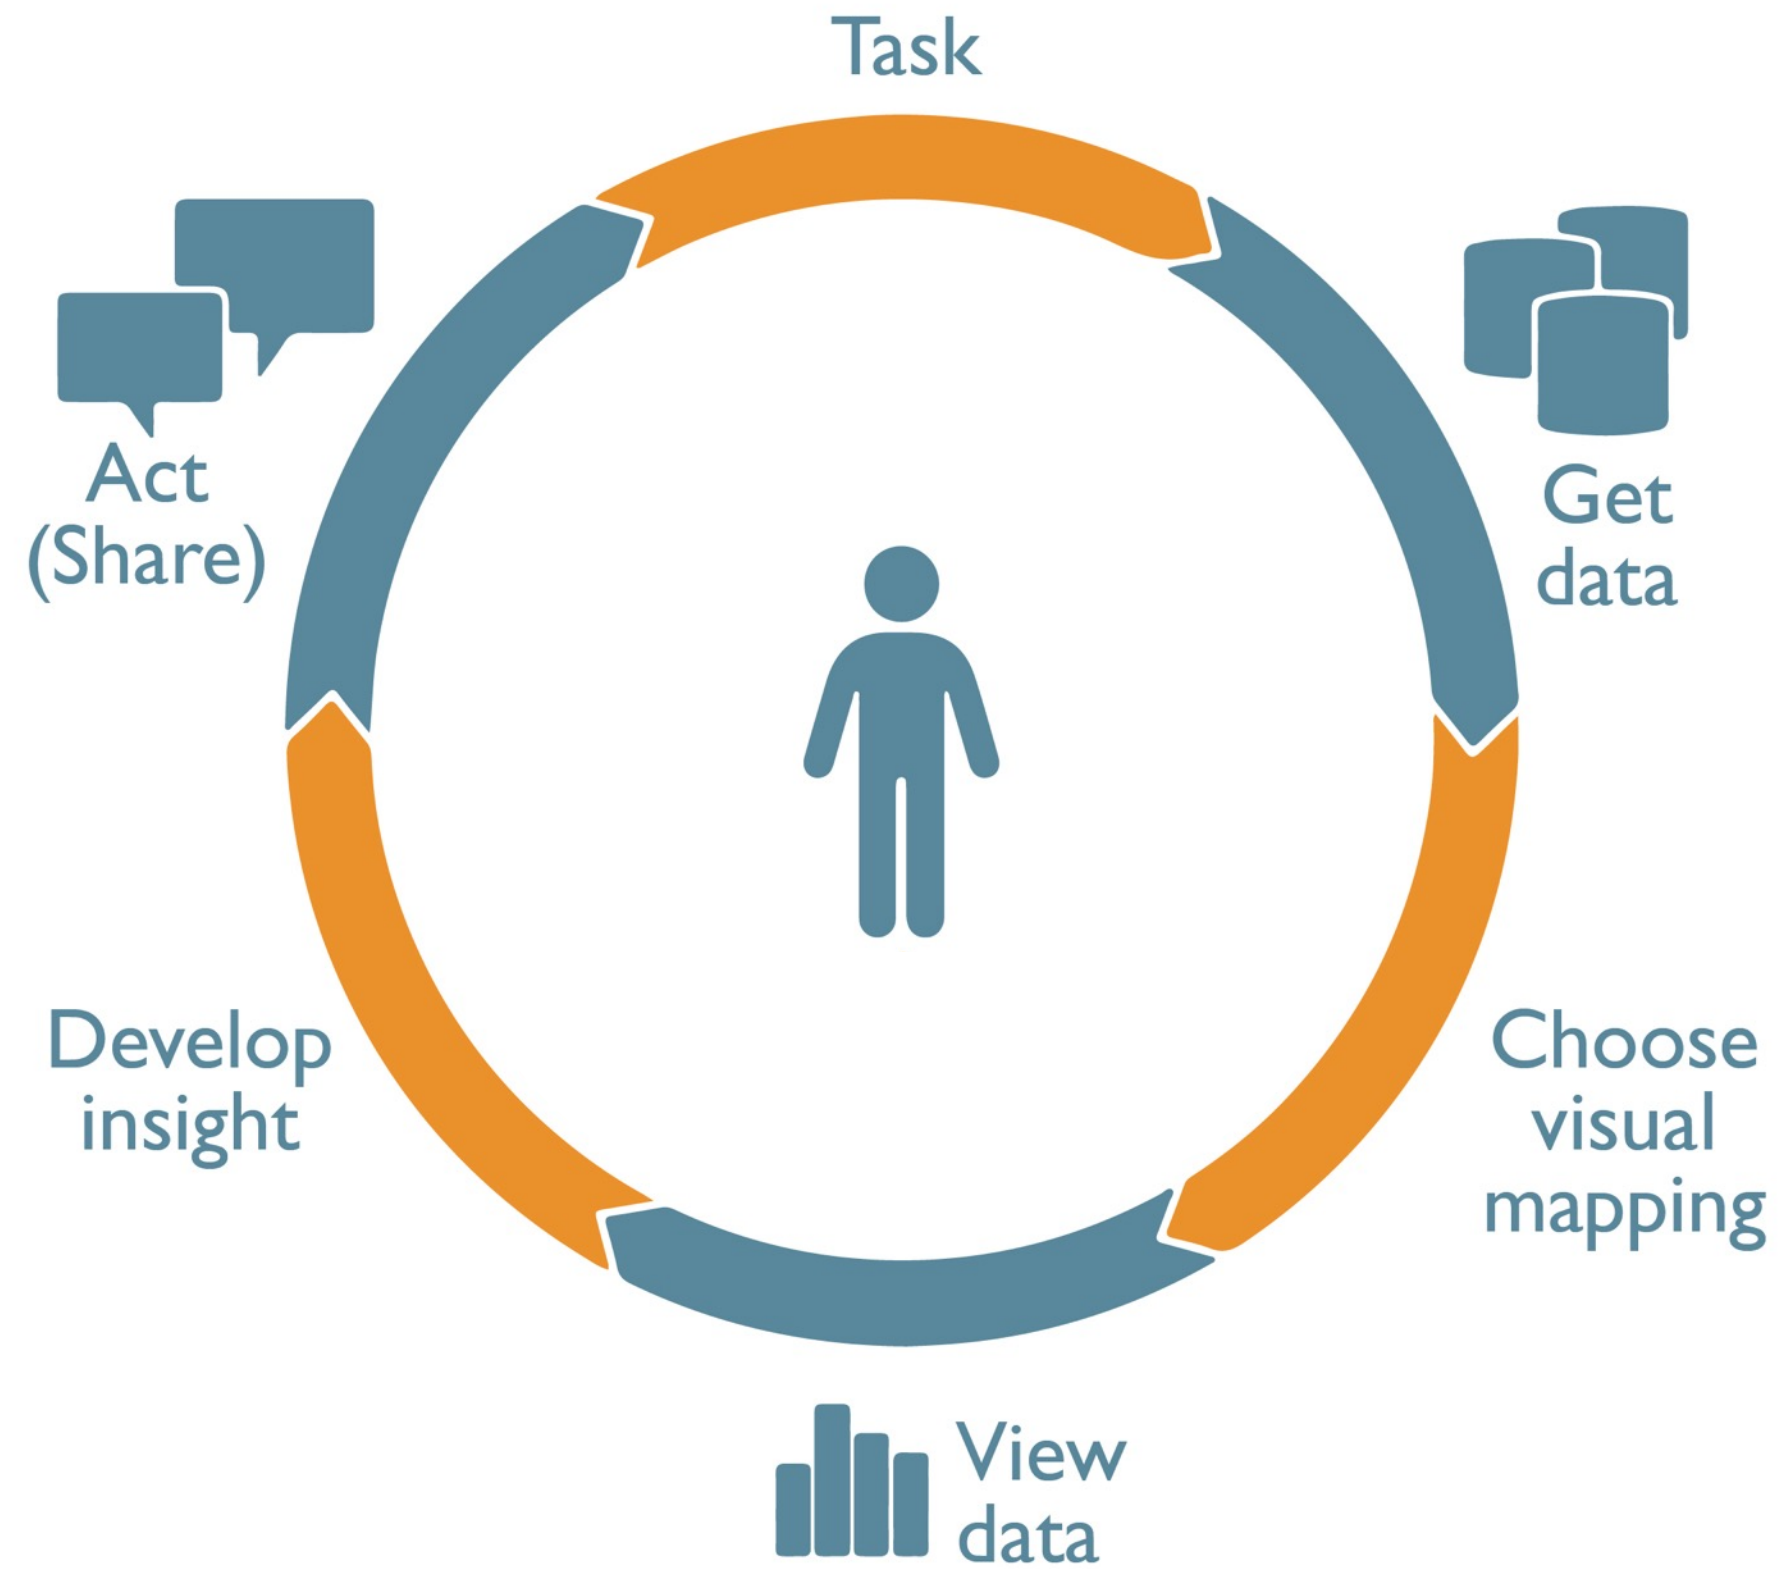 Task
Get
data
Choose
visual
mapping
View
data
Develop
insight
Act
(Share)